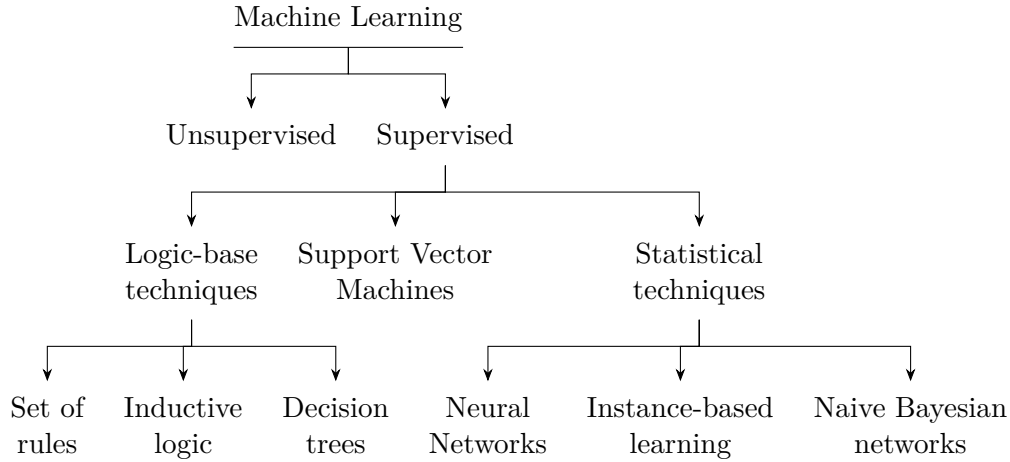 Machine Learning
Unsupervised
Supervised
Logic-base
techniques
Support Vector
Machines
Statistical
techniques
Set of
rules
Inductive
logic
Decision
trees
Neural
Networks
Instance-based
learning
Naive Bayesian
networks